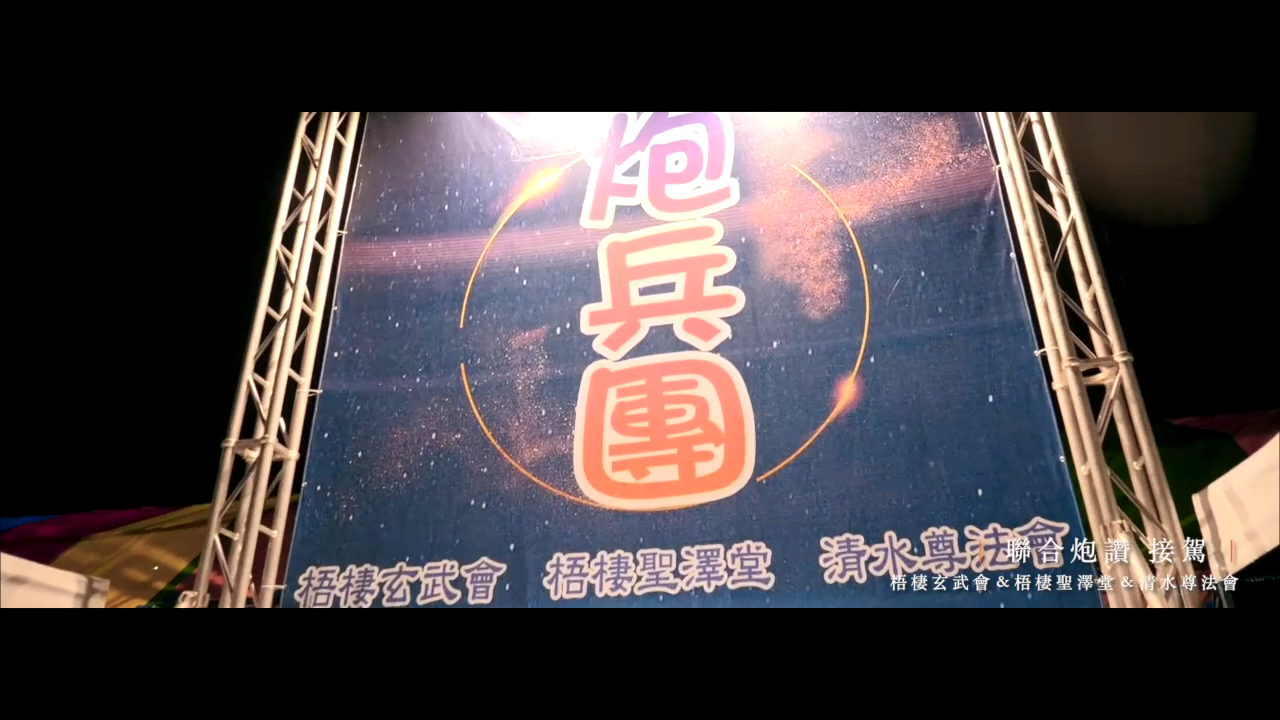 炮兵團
梧棲玄武會 梧棲聖澤堂 清水尊法會
聯合炮讚 接駕
梧棲玄武會&梧棲聖澤堂&清水尊法會